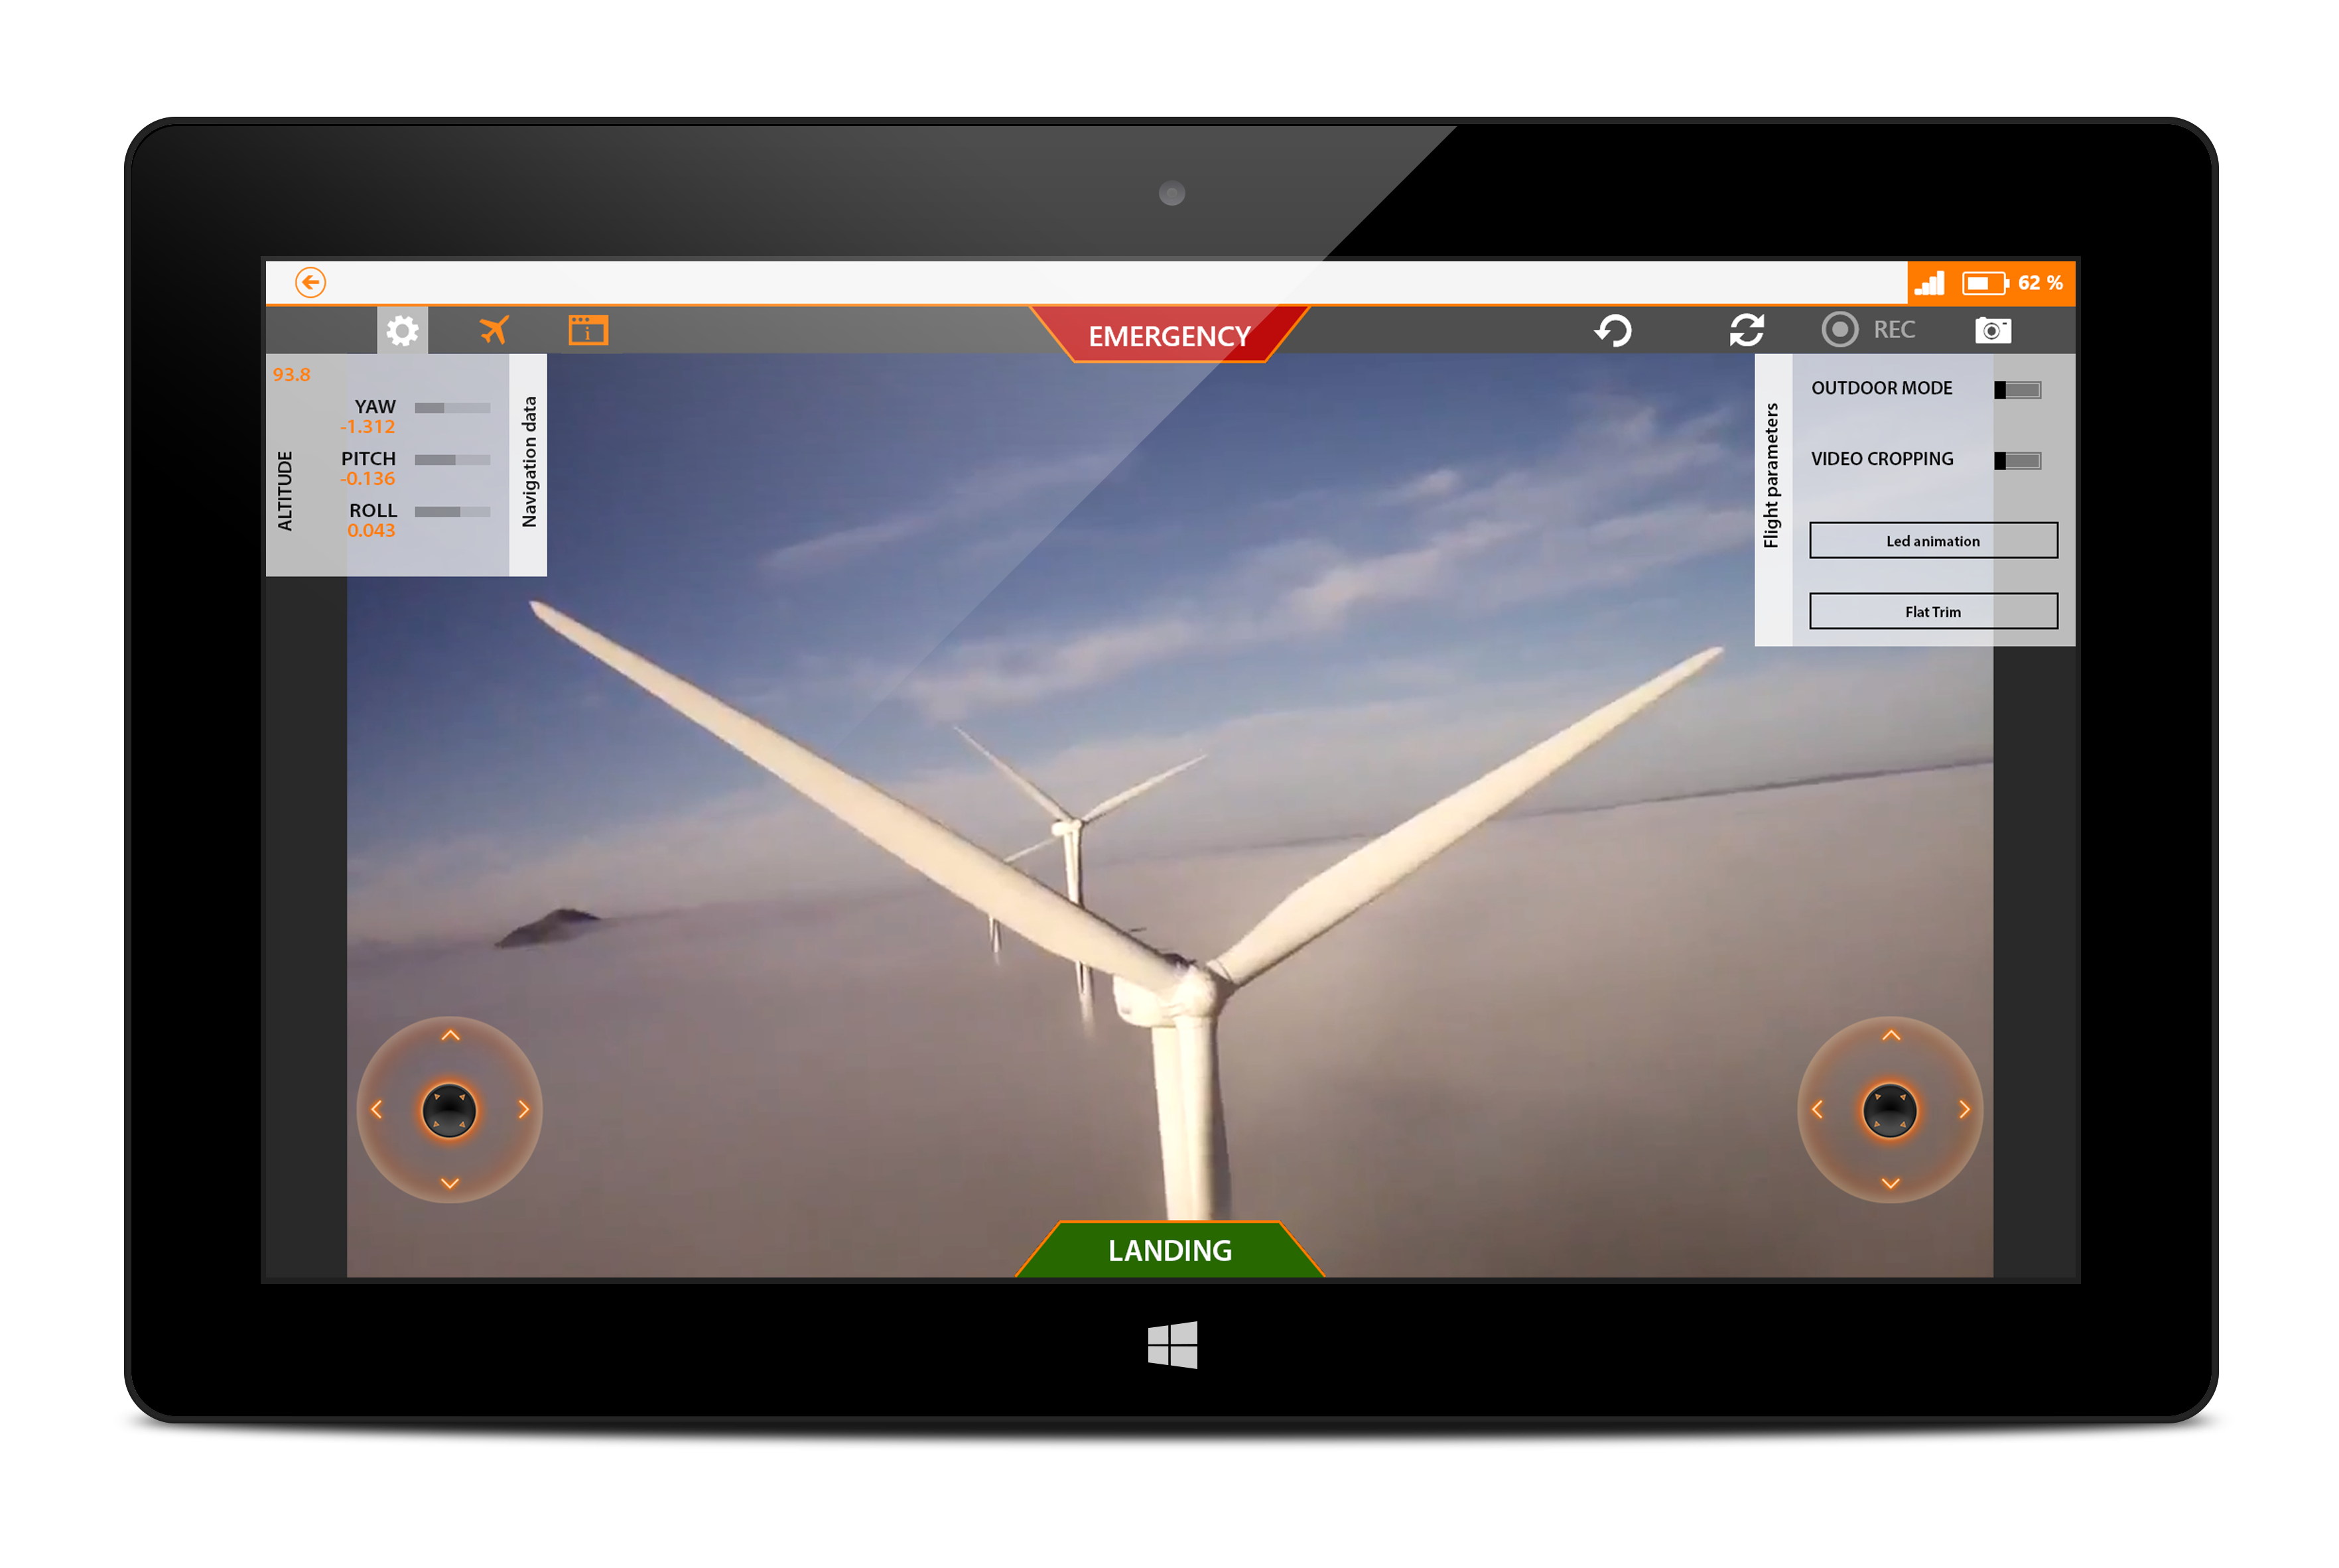 62 %
EMERGENCY
REC
93.8
ALTITUDE
YAW
-1.312
PITCH
-0.136
ROLL
0.043
Navigation data
Flight parameters
OUTDOOR MODE
VIDEO CROPPING
Led animation
Flat Trim
LANDING